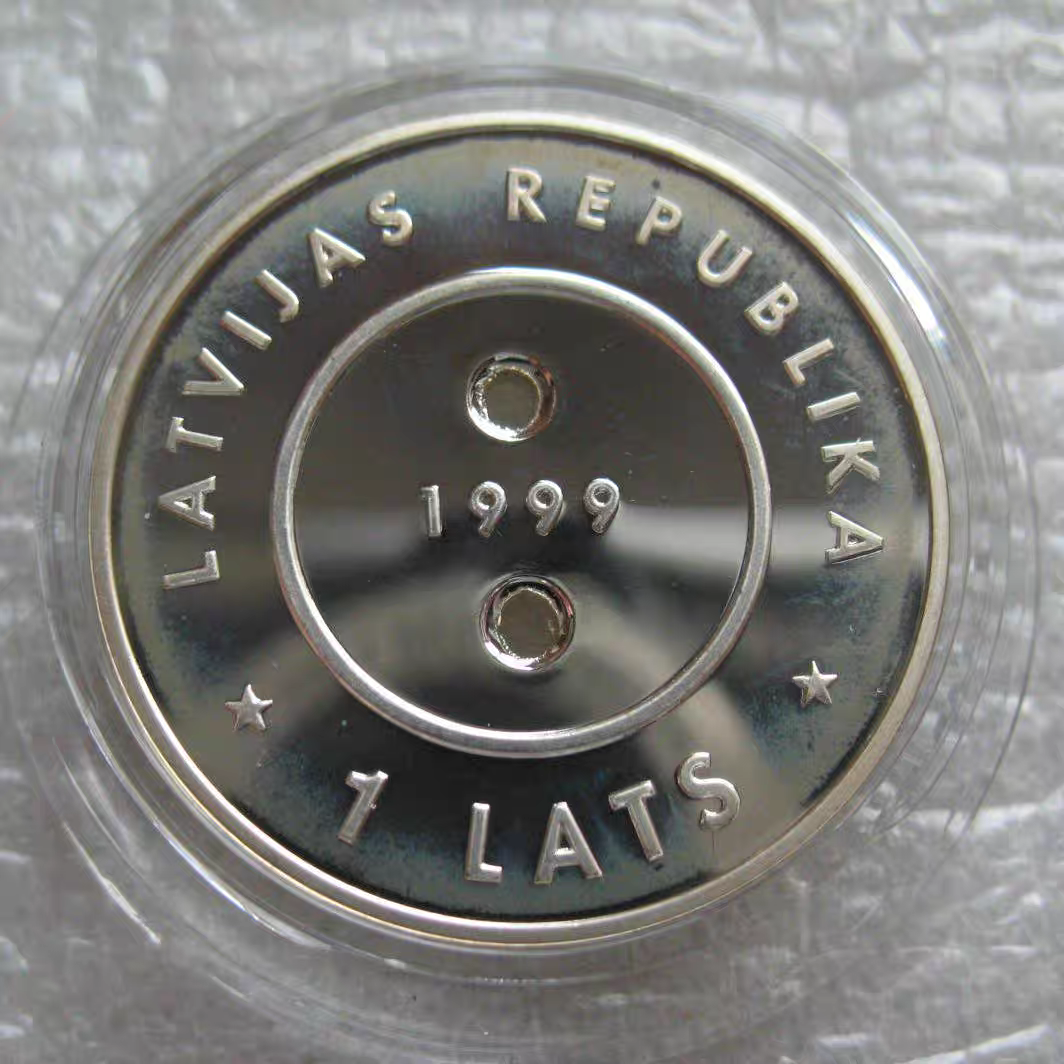 LATVIJAS REPUBLIKA
1999
1 LATS